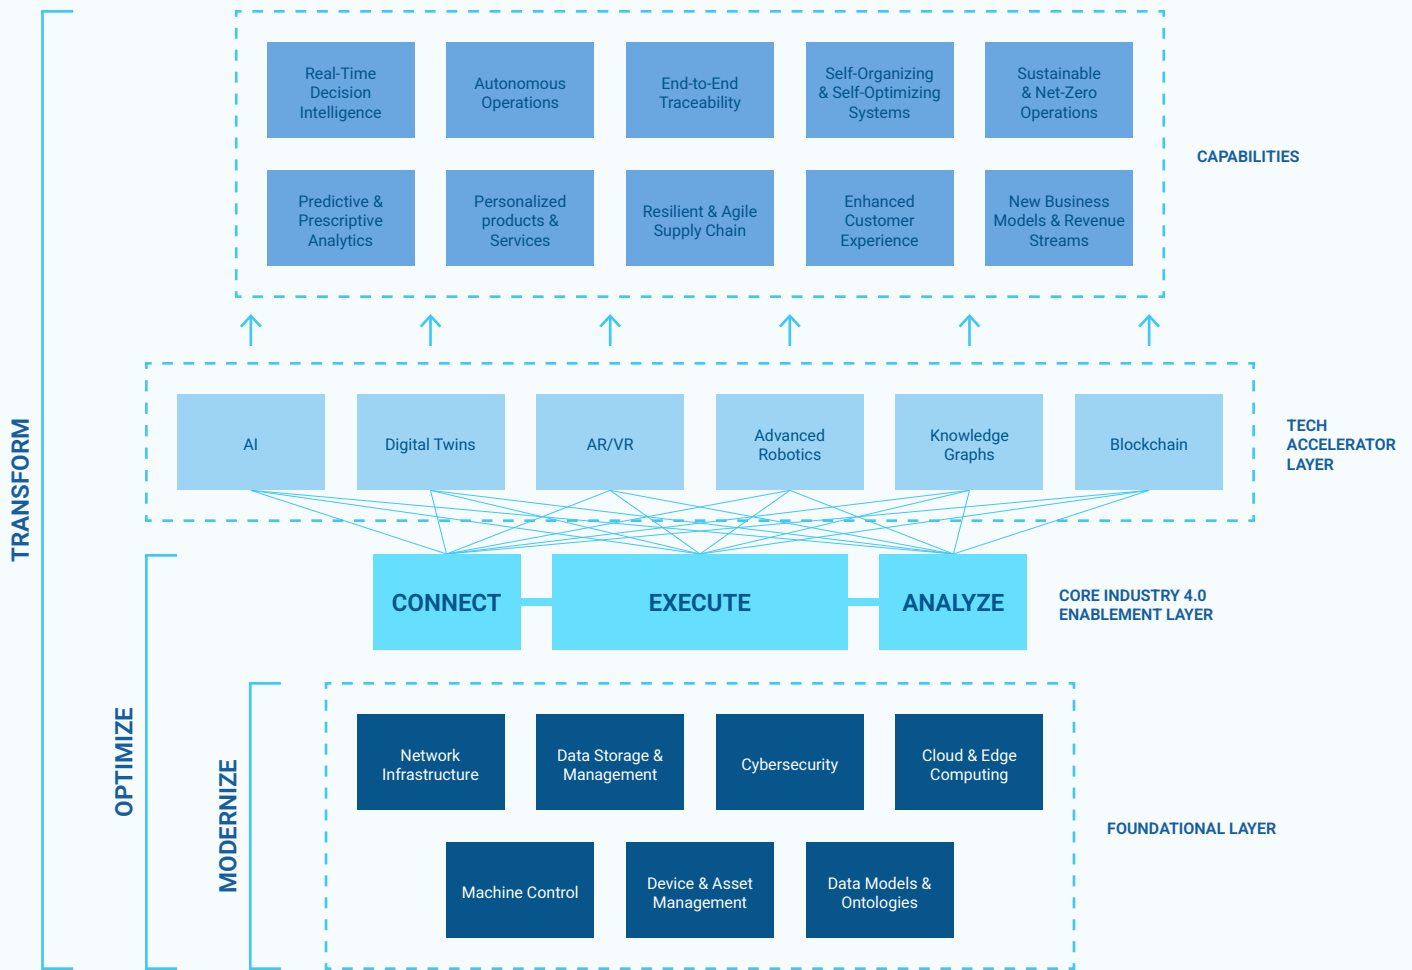 Real-Time
Decision
Intelligence
Autonomous
Operations
End-to-End
Traceability
Self-Organizing
& Self-Optimizing
Systems
Sustainable
& Net-Zero
Operations
Predictive &
Prescriptive
Analytics
Personalized
products &
Services
Resilient & Agile
Supply Chain
Enhanced
Customer
Experience
New Business
Models & Revenue
Streams
CAPABILITIES
AI
Digital Twins
AR/VR
Advanced
Robotics
Knowledge
Graphs
Blockchain
TECH
ACCELERATOR
LAYER
TRANSFORM
CONNECT
EXECUTE
ANALYZE
CORE INDUSTRY 4.0
ENABLEMENT LAYER
OPTIMIZE
MODERNIZE
Network
Infrastructure
Data Storage &
Management
Cybersecurity
Cloud & Edge
Computing
Machine Control
Device & Asset
Management
Data Models &
Ontologies
FOUNDATIONAL LAYER